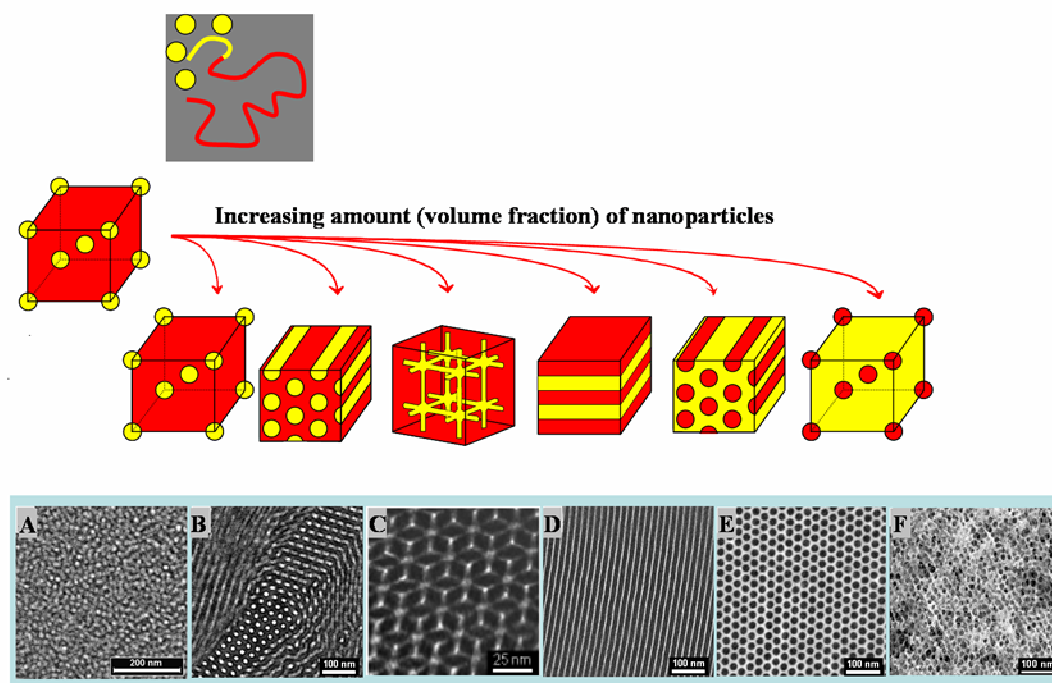 Increasing amount (volume fraction) of nanoparticles
A B C D E F
200 nm 100 nm 25 nm 100 nm 100 nm 100 nm